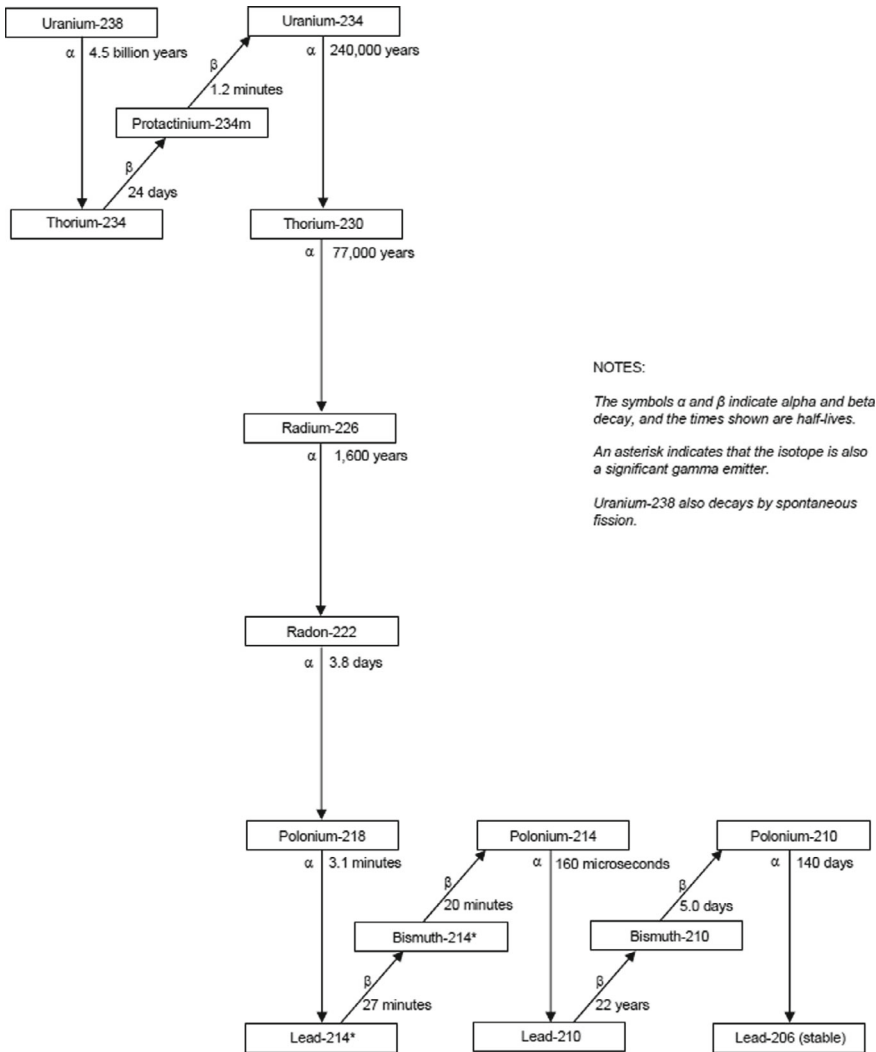 Uranium-238
Uranium-234
α 4.5 billion years
α 240,000 years
β
1.2 minutes
Protactinium-234m
β
24 days
Thorium-234
Thorium-230
α 77,000 years
NOTES:
The symbols α and β indicate alpha and beta
decay, and the times shown are half-lives.
An asterisk indicates that the isotope is also
a significant gamma emitter.
Uranium-238 also decays by spontaneous
fission.
Radium-226
α 1,600 years
Radon-222
α 3.8 days
Polonium-218
Polonium-214
Polonium-210
α 3.1 minutes
α 160 microseconds
α 140 days
β
20 minutes
β
5.0 days
Bismuth-214*
Bismuth-210
β
27 minutes
β
22 years
Lead-214*
Lead-210
Lead-206 (stable)